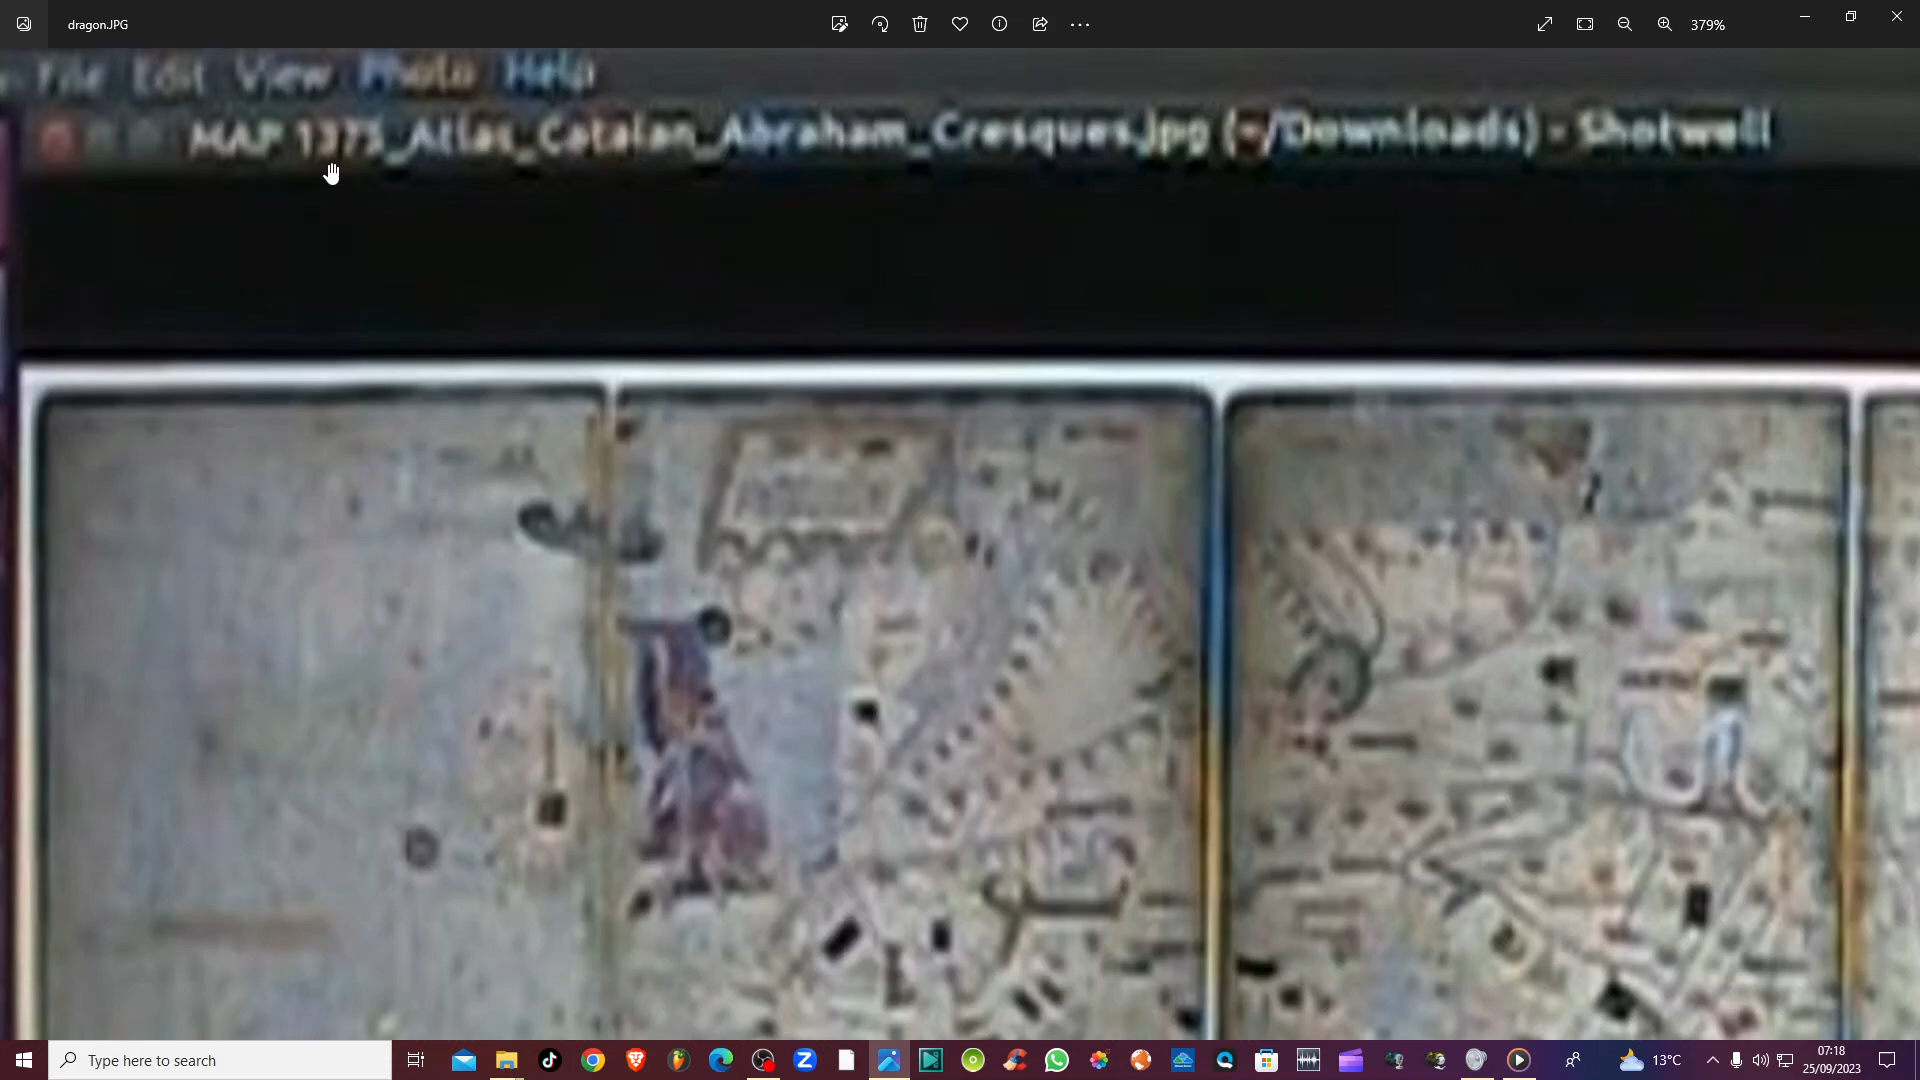 dragon.JPG
379%
File Edit View Photo Help
MAP 1375_Atlas_Catalan_Abraham_Cresques.jpg (~/Downloads) - Shotwell
Type here to search
13°C
07:18
25/09/2023